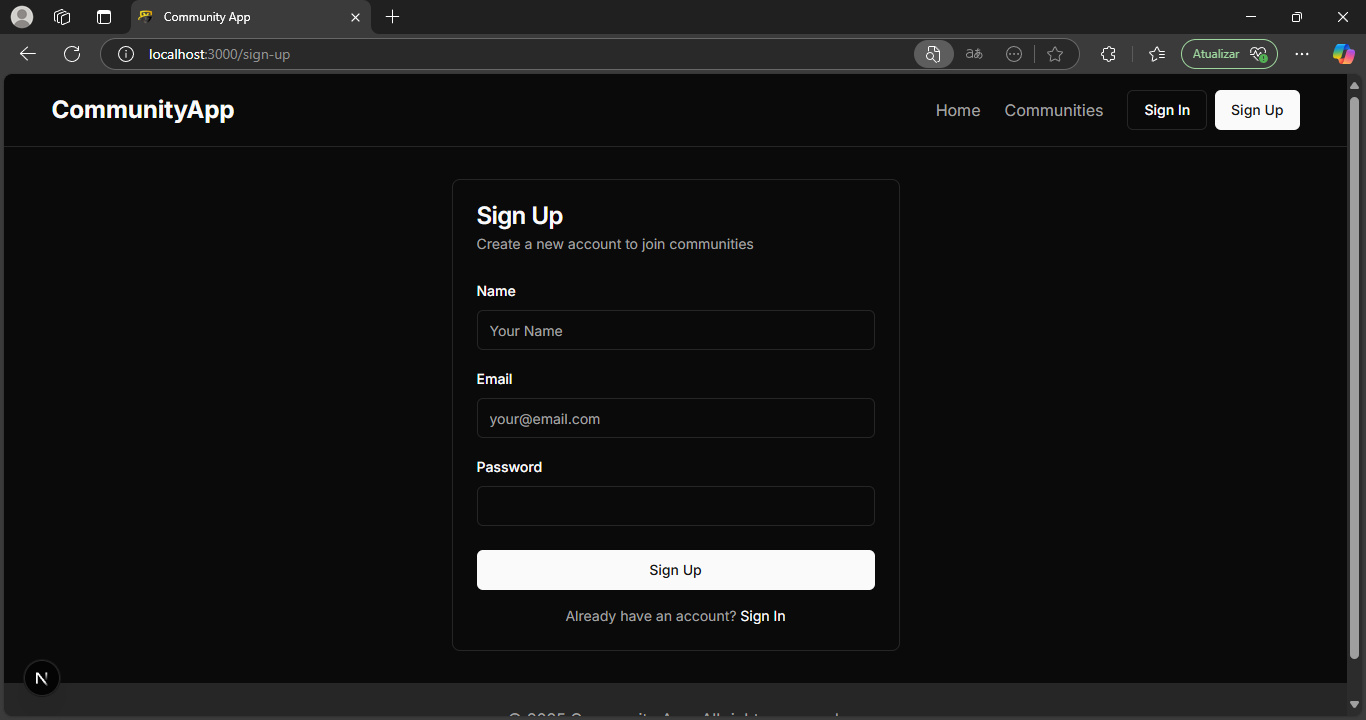 Community App
localhost:3000/sign-up
Atualizar
CommunityApp
Home
Communities
Sign In
Sign Up
Sign Up
Create a new account to join communities
Name
Your Name
Email
your@email.com
Password
Sign Up
Already have an account? Sign In
N